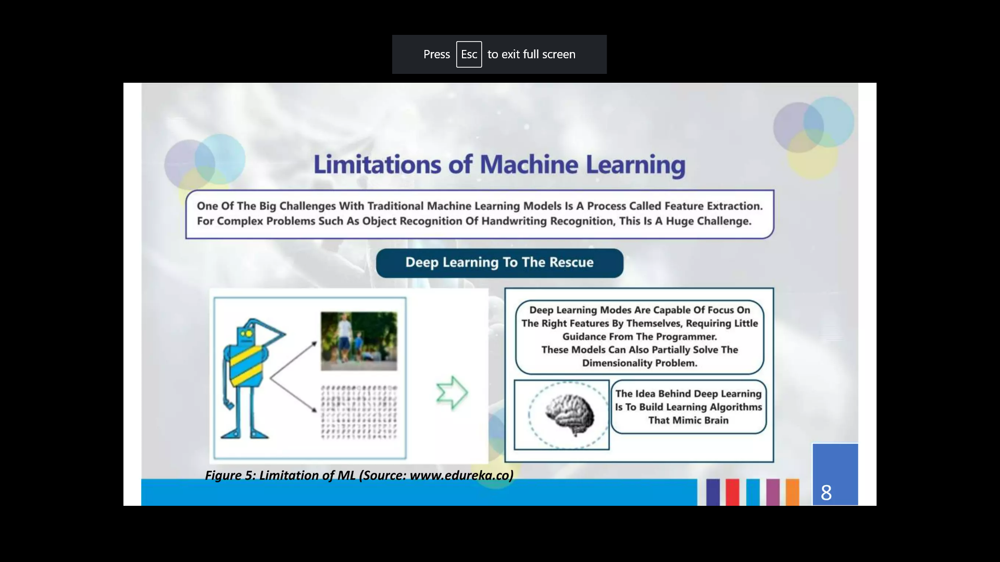 Press Esc to exit full screen
Limitations of Machine Learning
One Of The Big Challenges With Traditional Machine Learning Models Is A Process Called Feature Extraction.
For Complex Problems Such As Object Recognition Of Handwriting Recognition, This Is A Huge Challenge.
Deep Learning To The Rescue
Deep Learning Modes Are Capable Of Focus On
The Right Features By Themselves, Requiring Little
Guidance From The Programmer.
These Models Can Also Partially Solve The
Dimensionality Problem.
The Idea Behind Deep Learning
Is To Build Learning Algorithms
That Mimic Brain
Figure 5: Limitation of ML (Source: www.edureka.co)
8